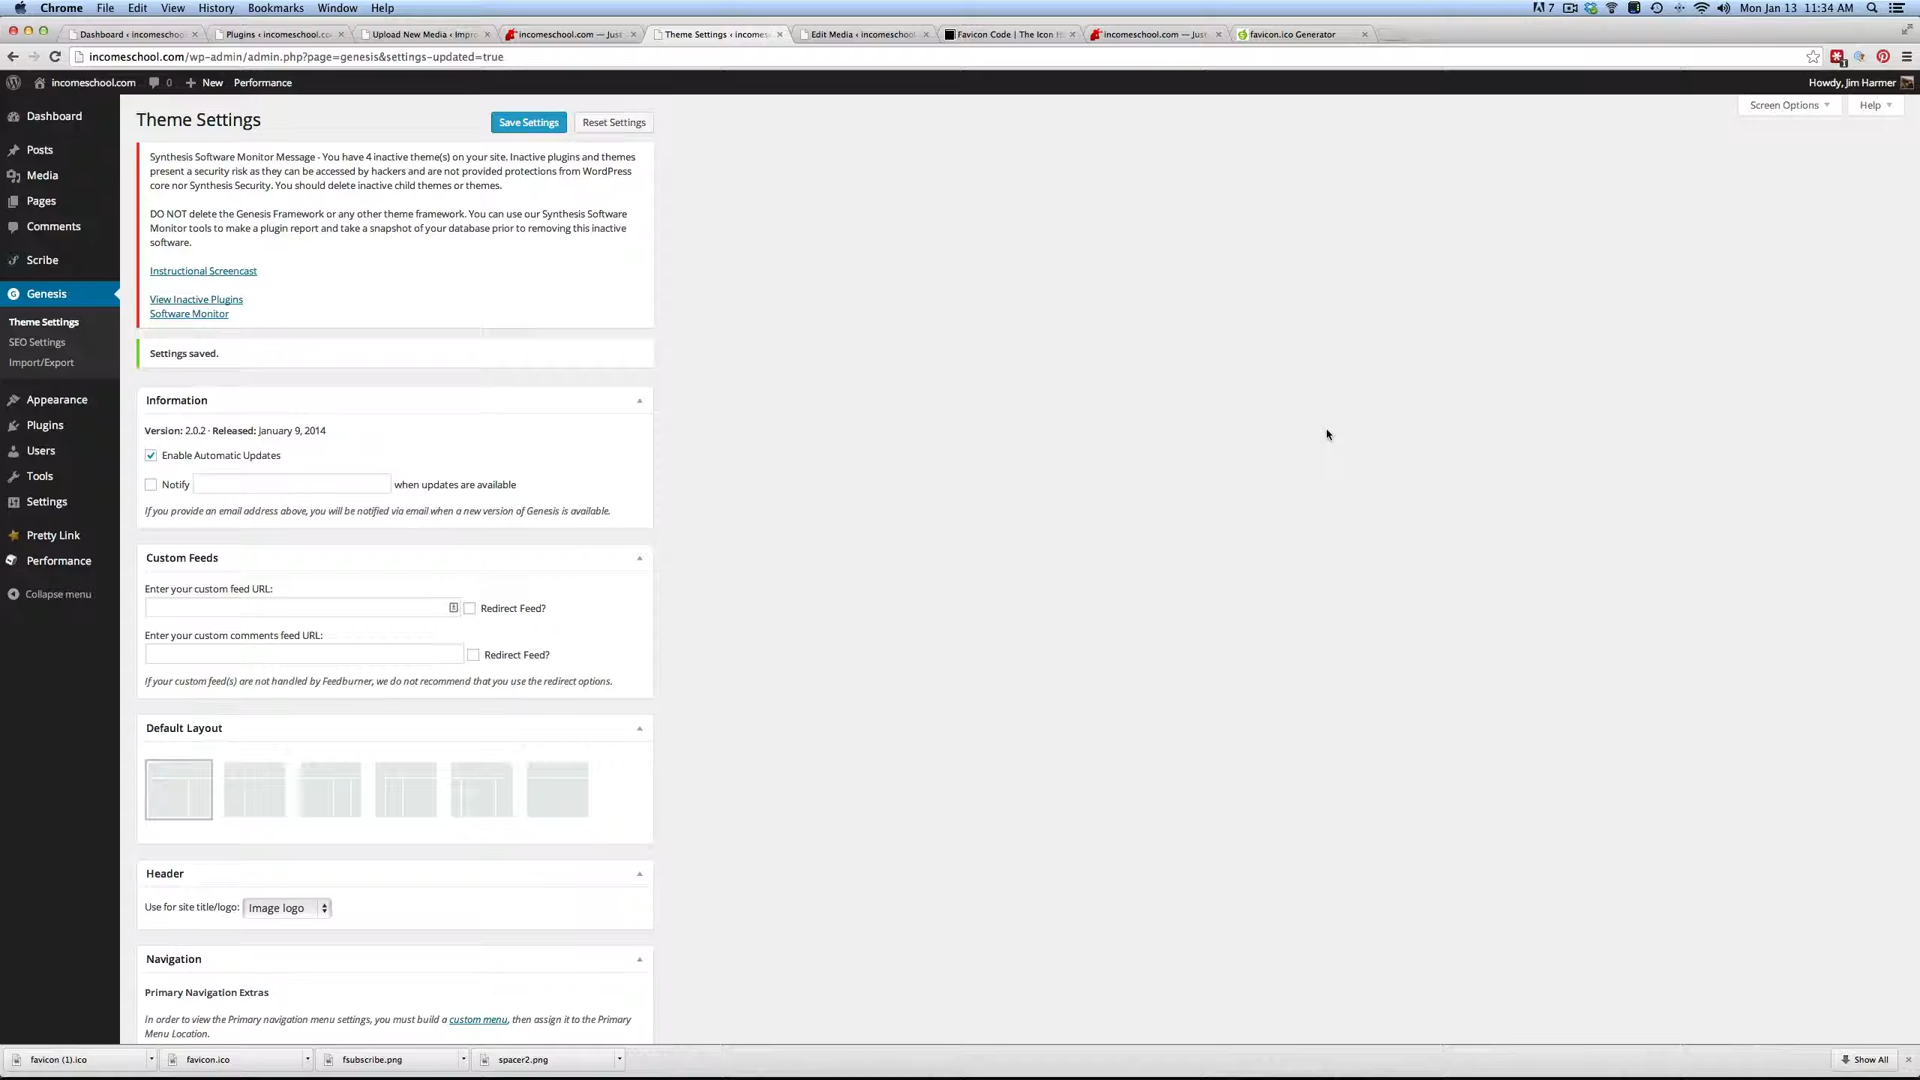 Chrome File Edit View History Bookmarks Window Help 7 Mon Jan 13 11:34 AM
Dashboard ‹ incomeschoo Plugins ‹ incomeschool.co Upload New Media ‹ Impro incomeschool.com — Just Theme Settings ‹ incomes Edit Media ‹ incomeschool Favicon Code | The Icon H incomeschool.com — Just favicon.ico Generator
incomeschool.com/wp-admin/admin.php?page=genesis&settings-updated=true
incomeschool.com 0 New Performance Howdy, Jim Harmer
Screen Options Help
Dashboard
Posts
Media
Pages
Comments
Scribe
Genesis
Theme Settings
SEO Settings
Import/Export
Appearance
Plugins
Users
Tools
Settings
Pretty Link
Performance
Collapse menu
Theme Settings Save Settings Reset Settings
Synthesis Software Monitor Message - You have 4 inactive theme(s) on your site. Inactive plugins and themes
present a security risk as they can be accessed by hackers and are not provided protections from WordPress
core nor Synthesis Security. You should delete inactive child themes or themes.
DO NOT delete the Genesis Framework or any other theme framework. You can use our Synthesis Software
Monitor tools to make a plugin report and take a snapshot of your database prior to removing this inactive
software.
Instructional Screencast
View Inactive Plugins
Software Monitor
Settings saved.
Information
Version: 2.0.2 · Released: January 9, 2014
Enable Automatic Updates
Notify when updates are available
If you provide an email address above, you will be notified via email when a new version of Genesis is available.
Custom Feeds
Enter your custom feed URL:
Redirect Feed?
Enter your custom comments feed URL:
Redirect Feed?
If your custom feed(s) are not handled by Feedburner, we do not recommend that you use the redirect options.
Default Layout
Header
Use for site title/logo: Image logo
Navigation
Primary Navigation Extras
In order to view the Primary navigation menu settings, you must build a custom menu, then assign it to the Primary
Menu Location.
favicon (1).ico favicon.ico fsubscribe.png spacer2.png Show All